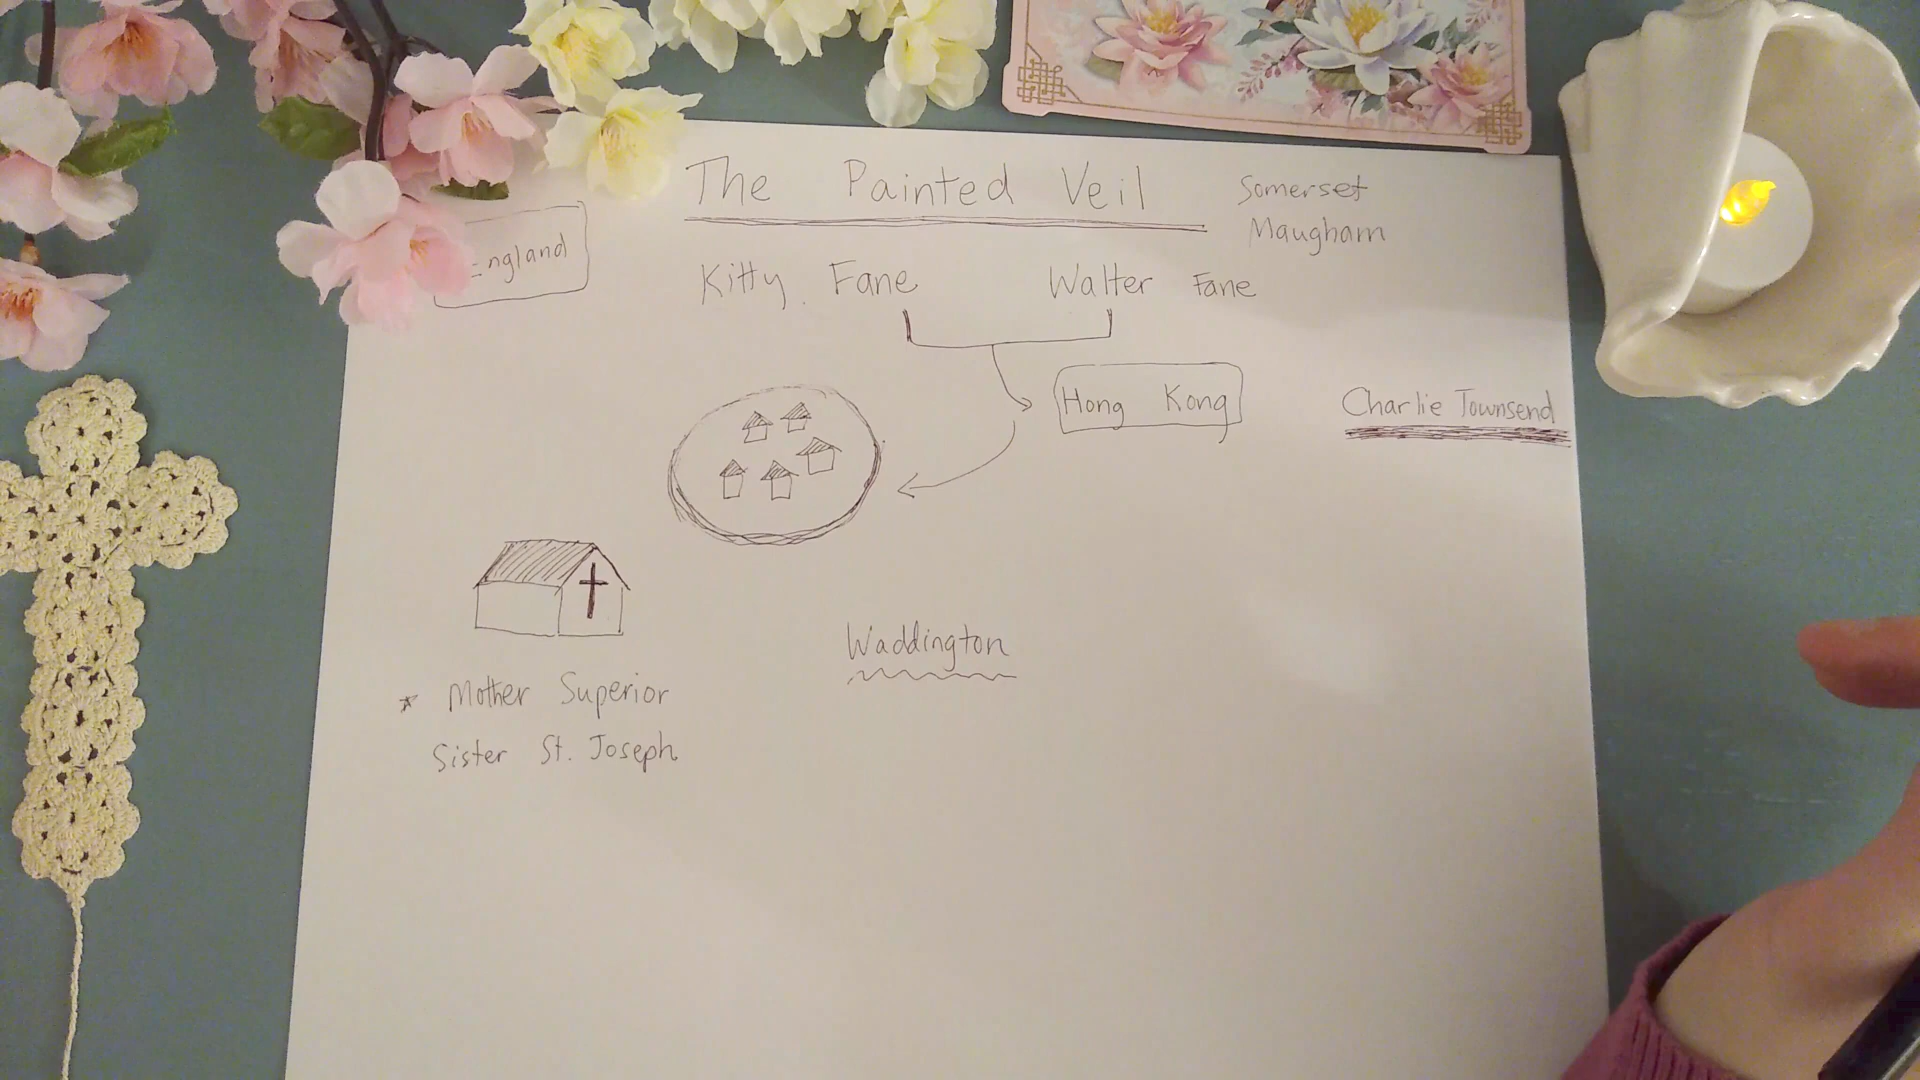 The Painted Veil
Somerset
Maugham
England
Kitty Fane
Walter Fane
Hong Kong
Charlie Townsend
Waddington
* Mother Superior
Sister St. Joseph